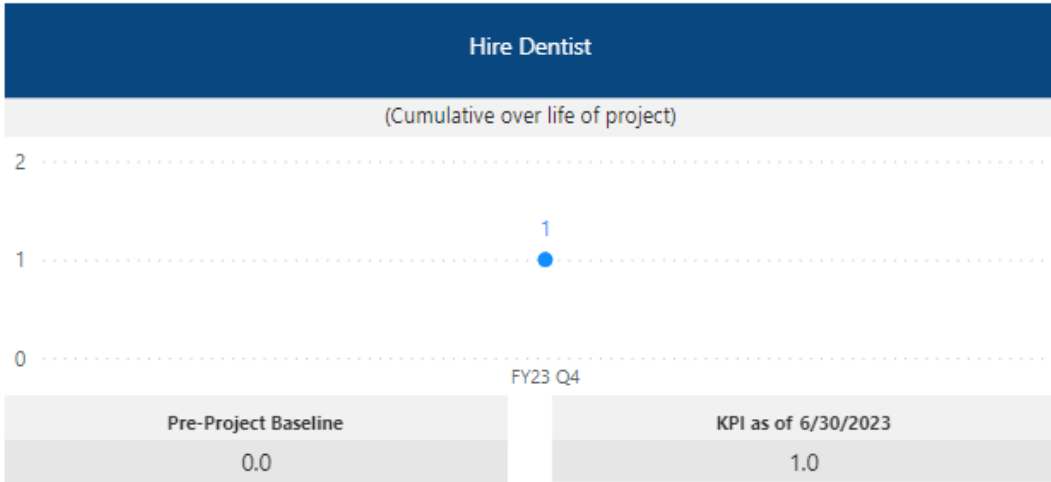 Hire Dentist
(Cumulative over life of project)
2
1
1
0
FY23 Q4
Pre-Project Baseline
KPI as of 6/30/2023
0.0
1.0